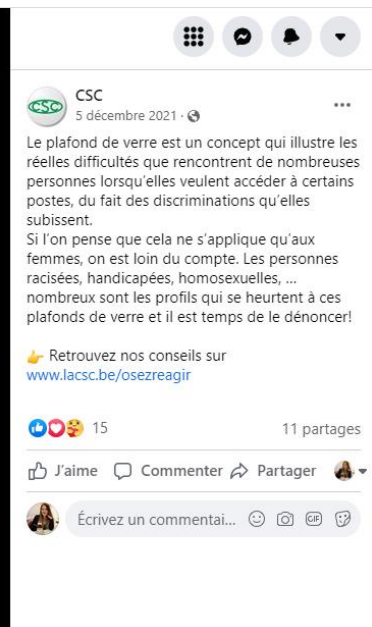 CSC
CSC
5 décembre 2021 ·
Le plafond de verre est un concept qui illustre les
réelles difficultés que rencontrent de nombreuses
personnes lorsqu'elles veulent accéder à certains
postes, du fait des discriminations qu'elles
subissent.
Si l'on pense que cela ne s'applique qu'aux
femmes, on est loin du compte. Les personnes
racisées, handicapées, homosexuelles, ...
nombreux sont les profils qui se heurtent à ces
plafonds de verre et il est temps de le dénoncer!
👉 Retrouvez nos conseils sur
www.lacsc.be/osezreagir
15 11 partages
J'aime Commenter Partager
Écrivez un commentai... GIF